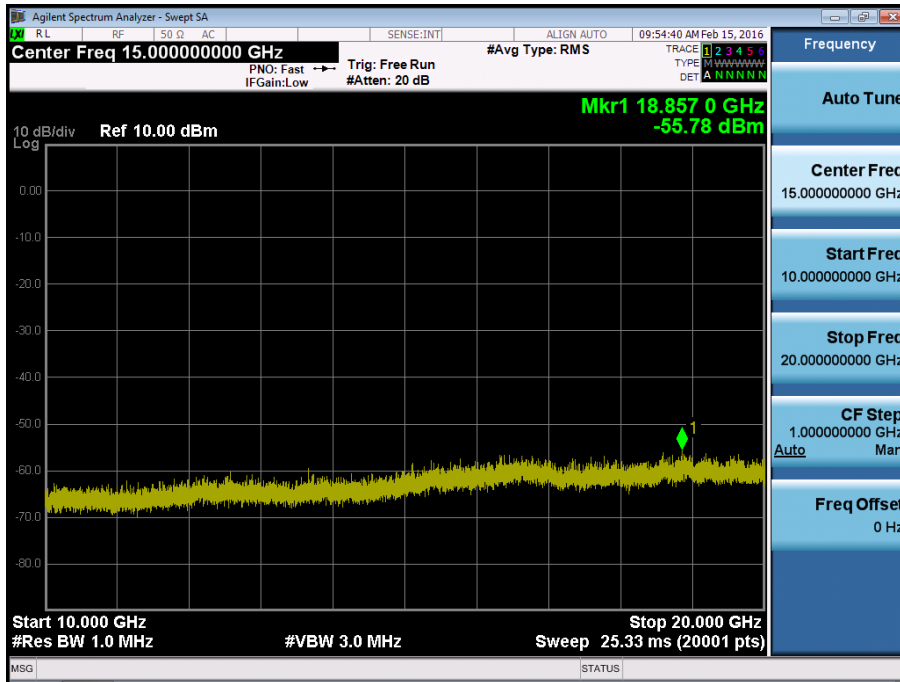 Agilent Spectrum Analyzer - Swept SA
LXI RL RF 50 Ω AC SENSE:INT ALIGN AUTO 09:54:40 AM Feb 15, 2016
Center Freq 15.000000000 GHz
PNO: Fast
IFGain:Low
Trig: Free Run
#Atten: 20 dB
#Avg Type: RMS
TRACE 1 2 3 4 5 6
TYPE M WWWWW
DET A N N N N N
Mkr1 18.857 0 GHz
-55.78 dBm
10 dB/div Ref 10.00 dBm
Log
0.00
-10.0
-20.0
-30.0
-40.0
-50.0
-60.0
-70.0
-80.0
1
Start 10.000 GHz Stop 20.000 GHz
#Res BW 1.0 MHz #VBW 3.0 MHz Sweep 25.33 ms (20001 pts)
MSG STATUS
Frequency
Auto Tune
Center Freq
15.000000000 GHz
Start Freq
10.000000000 GHz
Stop Freq
20.000000000 GHz
CF Step
1.000000000 GHz
Auto Man
Freq Offset
0 Hz